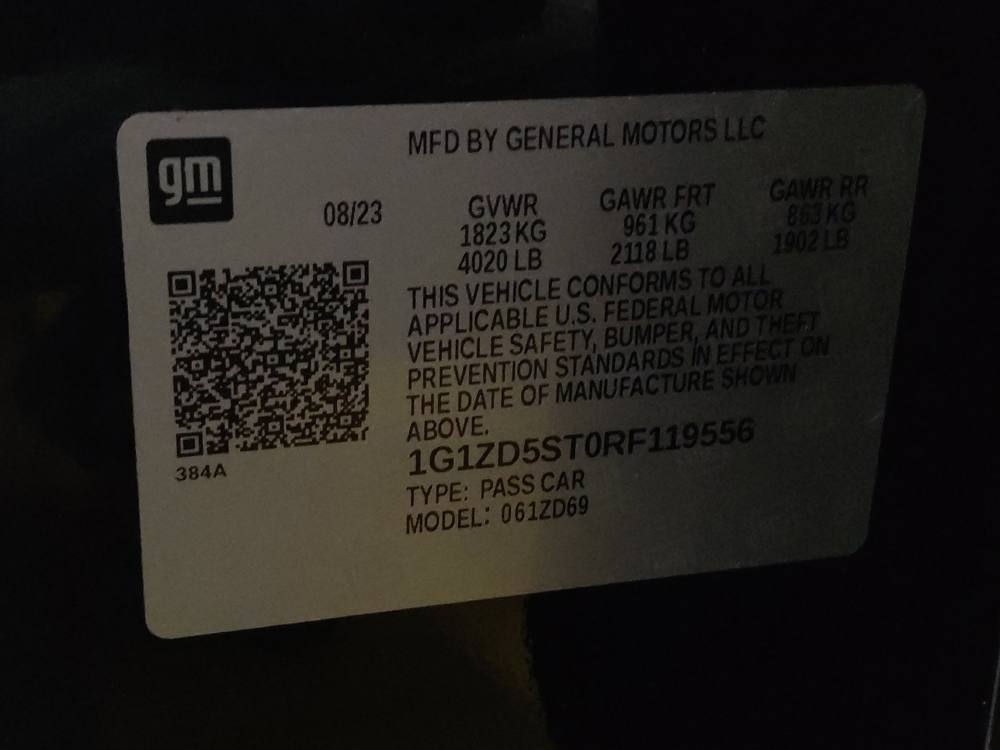 gm
MFD BY GENERAL MOTORS LLC
08/23
GVWR
1823 KG
4020 LB
GAWR FRT
961 KG
2118 LB
GAWR RR
863 KG
1902 LB
THIS VEHICLE CONFORMS TO ALL
APPLICABLE U.S. FEDERAL MOTOR
VEHICLE SAFETY, BUMPER, AND THEFT
PREVENTION STANDARDS IN EFFECT ON
THE DATE OF MANUFACTURE SHOWN
ABOVE.
1G1ZD5ST0RF119556
TYPE: PASS CAR
MODEL: 061ZD69
384A